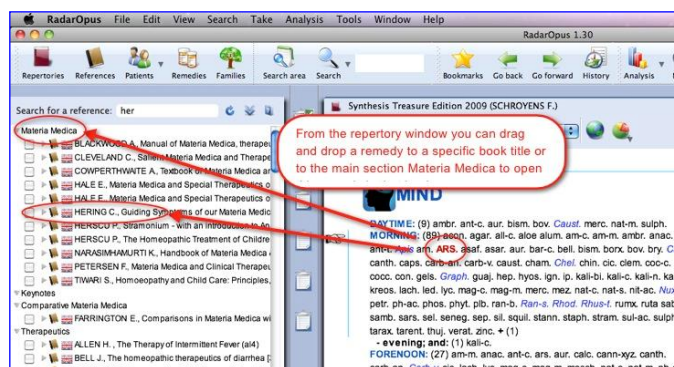 RadarOpus File Edit View Search Take Analysis Tools Window Help
RadarOpus 1.30
Repertories References Patients Remedies Families Search area Search Bookmarks Go back Go forward History Analysis
Search for a reference: her
Synthesis Treasure Edition 2009 (SCHROYENS F.)
Materia Medica
BLACKWOOD A., Manual of Materia Medica, therapeu
CLEVELAND C., Salient Materia Medica and Therape
COWPERTHWAITE A., Textbook of Materia Medica an
HALE E., Materia Medica and Special Therapeutics o
HALE E., Materia Medica and Special Therapeutics o
HERING C., Guiding Symptoms of our Materia Medic
HERSCU P., Stramonium - with an introduction to An
HERSCU P., The Homeopathic Treatment of Childre
NARASIMHAMURTI K., Handbook of Materia Medica
PETERSEN F., Materia Medica and Clinical Therapeu
TIWARI S., Homoeopathy and Child Care: Principles,
Keynotes
Comparative Materia Medica
FARRINGTON E., Comparisons in Materia Medica wi
Therapeutics
ALLEN H., The Therapy of Intermittent Fever (al4)
BELL J., The homeopathic therapeutics of diarrhea [
From the repertory window you can drag
and drop a remedy to a specific book title or
to the main section Materia Medica to open
MIND
DAYTIME: (9) ambr. ant-c. aur. bism. bov. Caust. merc. nat-m. sulph.
MORNING: (89) acon. agar. all-c. aloe alum. am-c. am-m. ambr. anac.
ant-c. Apis arn. ARS. asaf. asar. aur. bar-c. bell. bism. borx. bov. bry. C
canth. caps. carb-an. carb-v. caust. cham. Chel. chin. cic. clem. coc-c.
cocc. con. gels. Graph. guaj. hep. hyos. ign. ip. kali-bi. kali-c. kali-n. ka
kreos. lach. led. lyc. mag-c. mag-m. merc. mez. nat-c. nat-s. nit-ac. Nux
petr. ph-ac. phos. phyt. plb. ran-b. Ran-s. Rhod. Rhus-t. rumx. ruta sab
samb. sars. sel. seneg. sep. sil. squil. stann. staph. stram. sul-ac. sulph
tarax. tarent. thuj. verat. zinc. + (1)
- evening; and: (1) kali-c.
FORENOON: (27) am-m. anac. ant-c. ars. aur. calc. cann-xyz. canth.